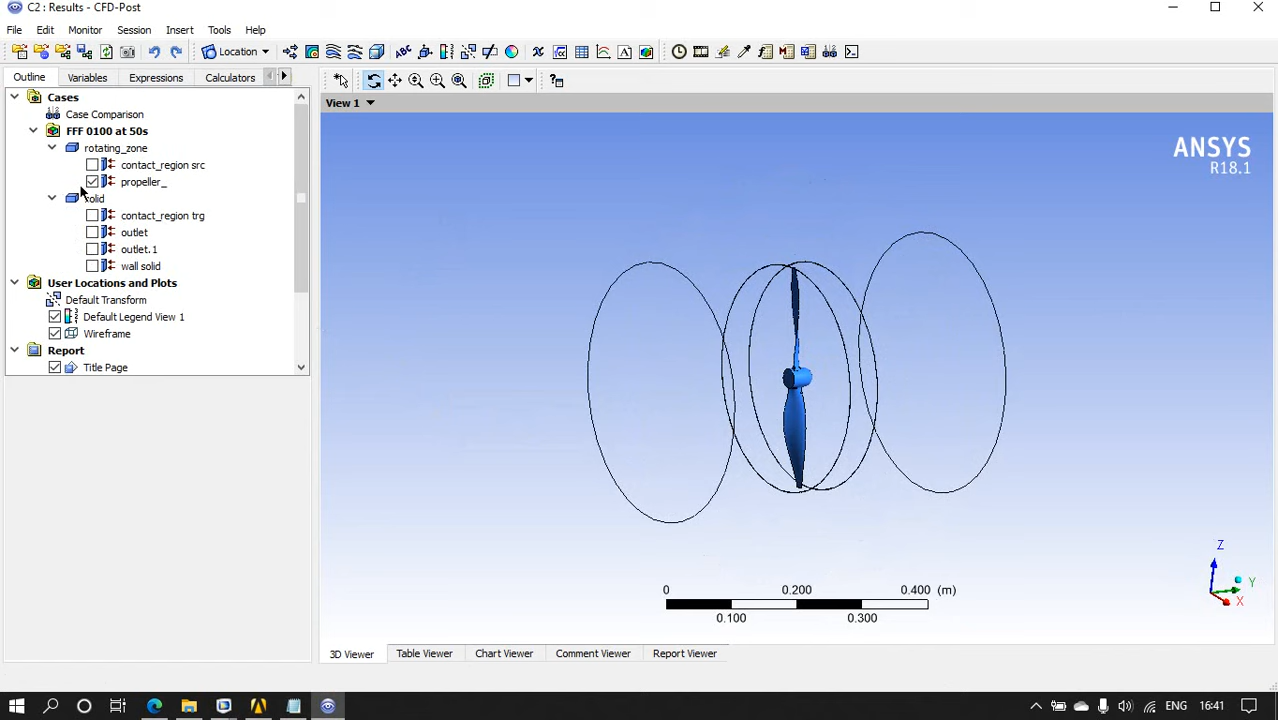 C2 : Results - CFD-Post
File Edit Monitor Session Insert Tools Help
Location
Outline Variables Expressions Calculators
View 1
Cases
Case Comparison
FFF 0100 at 50s
rotating_zone
contact_region src
propeller_
solid
contact_region trg
outlet
outlet.1
wall solid
User Locations and Plots
Default Transform
Default Legend View 1
Wireframe
Report
Title Page
ANSYS
R18.1
Z
Y
X
0 0.200 0.400 (m)
0.100 0.300
3D Viewer Table Viewer Chart Viewer Comment Viewer Report Viewer
ENG 16:41